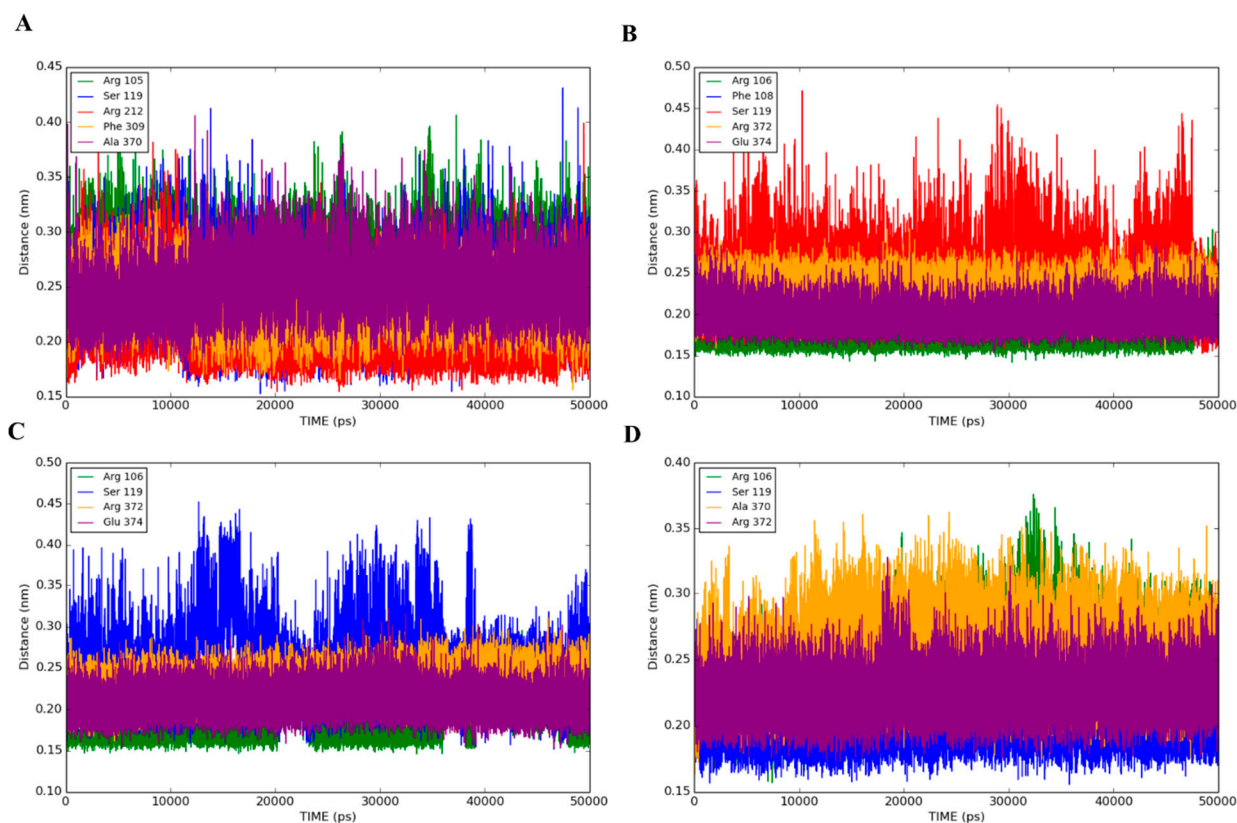 A
0.45
0.40
0.35
0.30
0.25
0.20
0.15
Distance (nm)
Arg 105
Ser 119
Arg 212
Phe 309
Ala 370
0 10000 20000 30000 40000 50000
TIME (ps)
B
0.50
0.45
0.40
0.35
0.30
0.25
0.20
0.15
0.10
Distance (nm)
Arg 106
Phe 108
Ser 119
Arg 372
Glu 374
0 10000 20000 30000 40000 50000
TIME (ps)
C
0.50
0.45
0.40
0.35
0.30
0.25
0.20
0.15
0.10
Distance (nm)
Arg 106
Ser 119
Arg 372
Glu 374
0 10000 20000 30000 40000 50000
TIME (ps)
D
0.40
0.35
0.30
0.25
0.20
0.15
Distance (nm)
Arg 106
Ser 119
Ala 370
Arg 372
0 10000 20000 30000 40000 50000
TIME (ps)